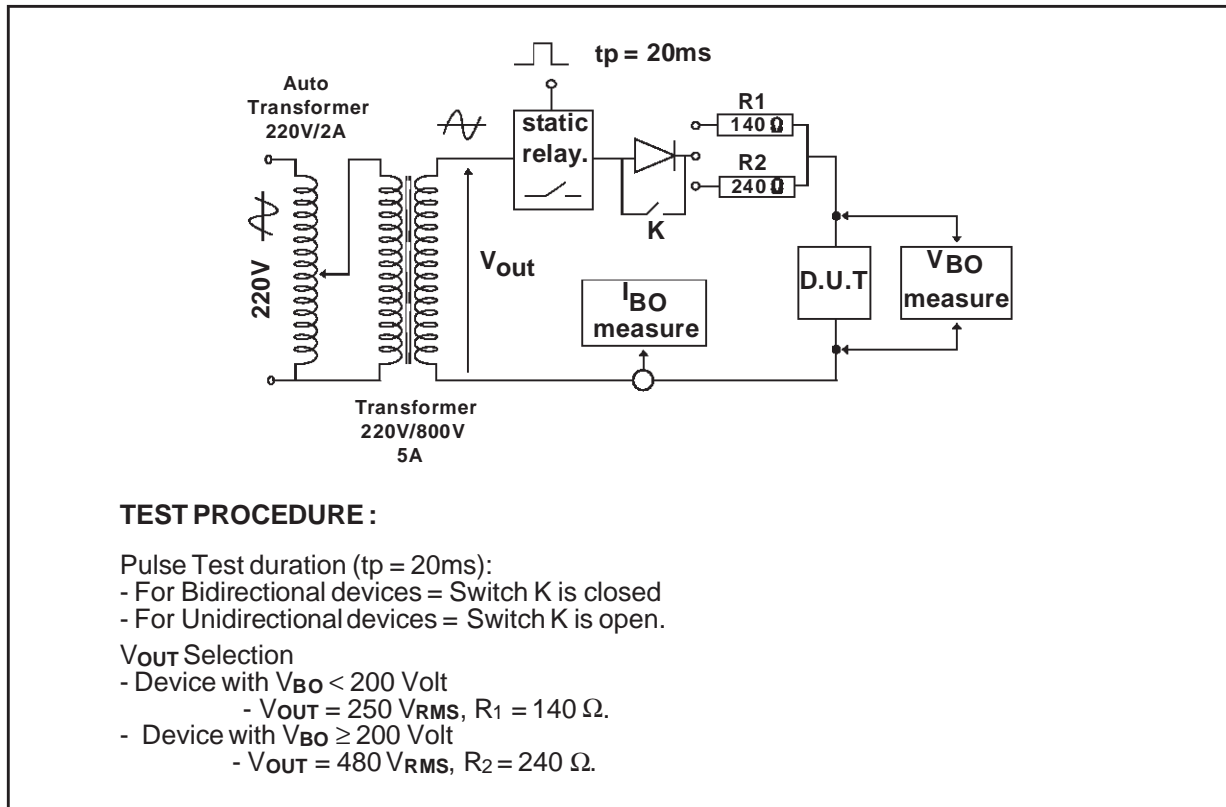 tp = 20ms
Auto
Transformer
220V/2A
static
relay.
R1
140 Ω
R2
240 Ω
K
220V
Vout
IBO
measure
D.U.T
VBO
measure
Transformer
220V/800V
5A
TEST PROCEDURE :
Pulse Test duration (tp = 20ms):
- For Bidirectional devices = Switch K is closed
- For Unidirectional devices = Switch K is open.
VOUT Selection
- Device with VBO < 200 Volt
- VOUT = 250 VRMS, R1 = 140 Ω.
- Device with VBO ≥ 200 Volt
- VOUT = 480 VRMS, R2 = 240 Ω.